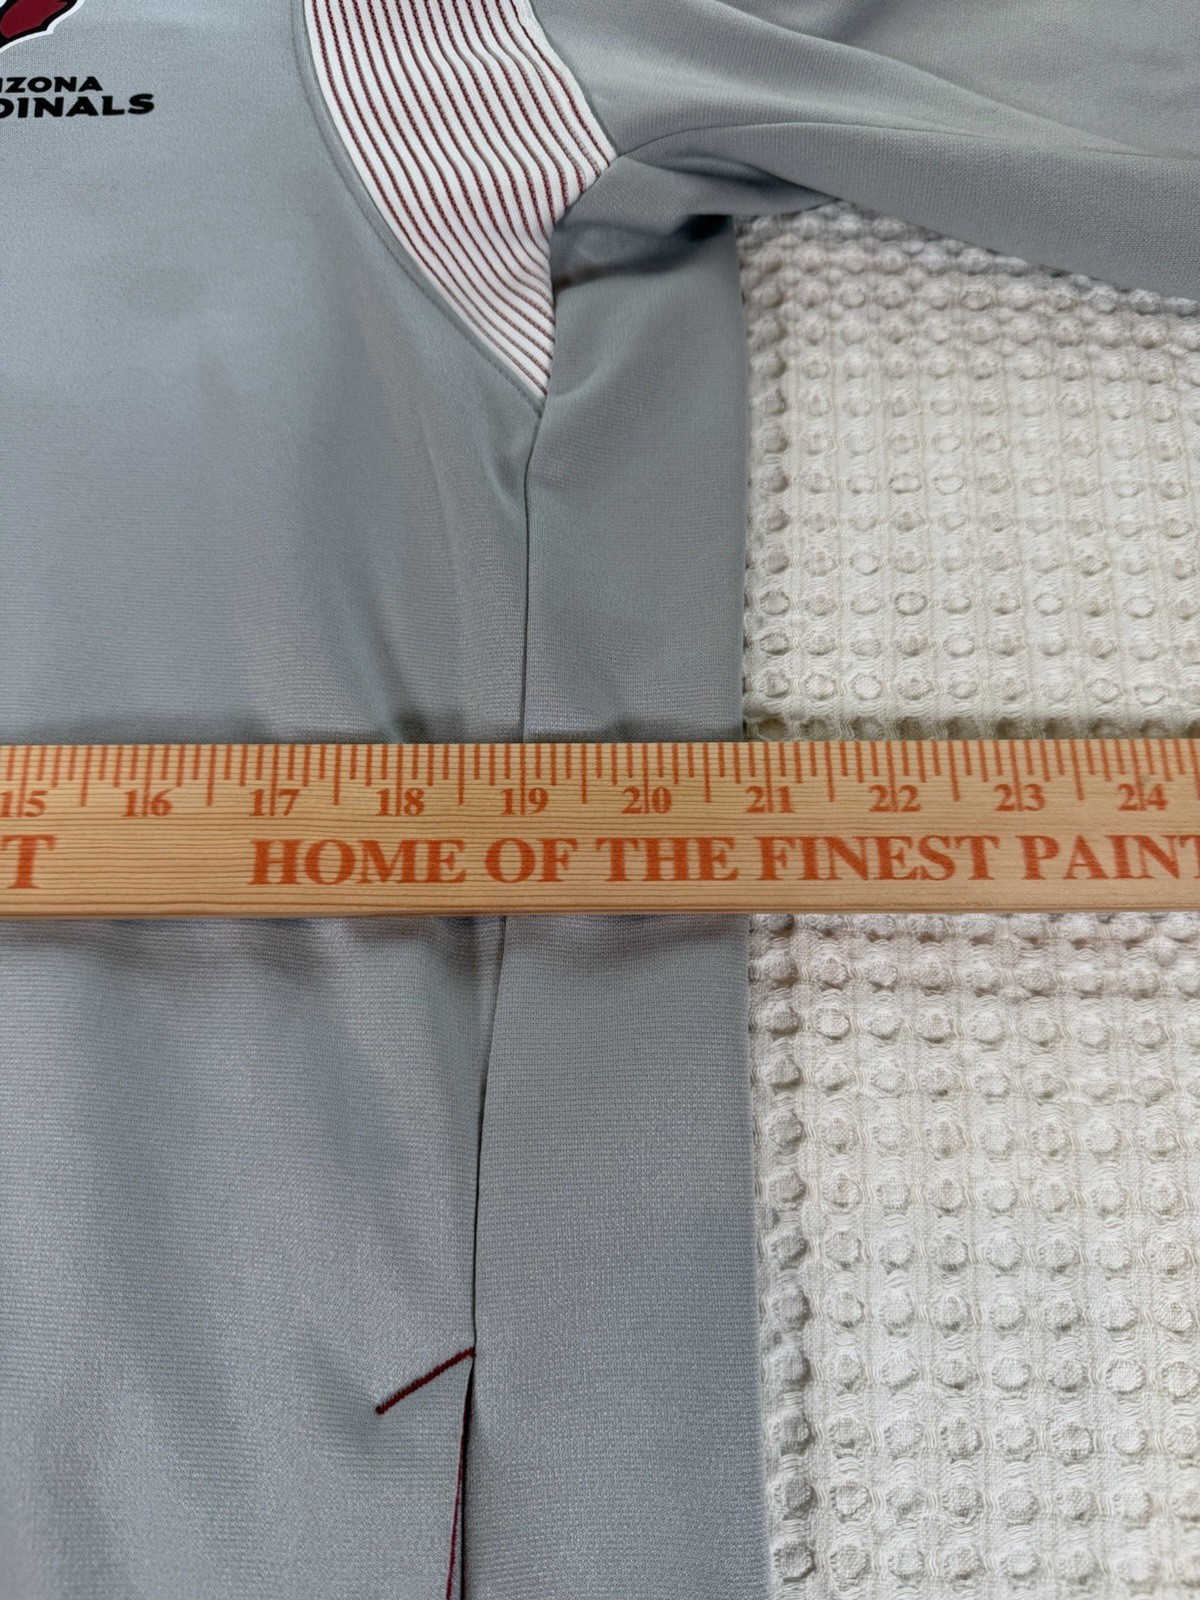 IZONA
DINALS
15 16 17 18 19 20 21 22 23 24
T HOME OF THE FINEST PAINT